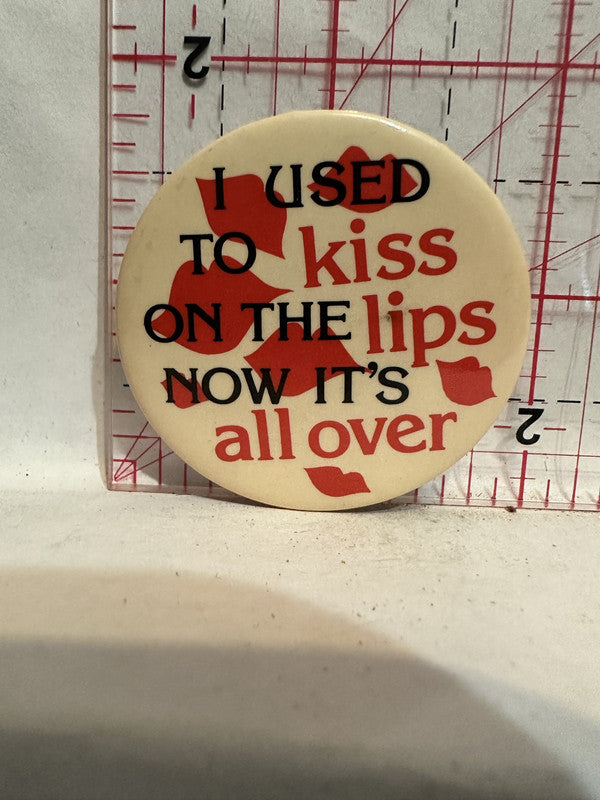 2
I USED
TO kiss
ON THE lips
NOW IT'S
all over
2